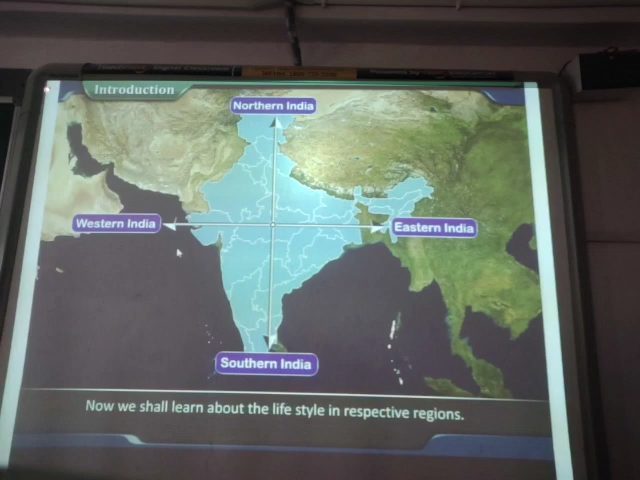 Introduction
Northern India
Western India
Eastern India
Southern India
Now we shall learn about the life style in respective regions.